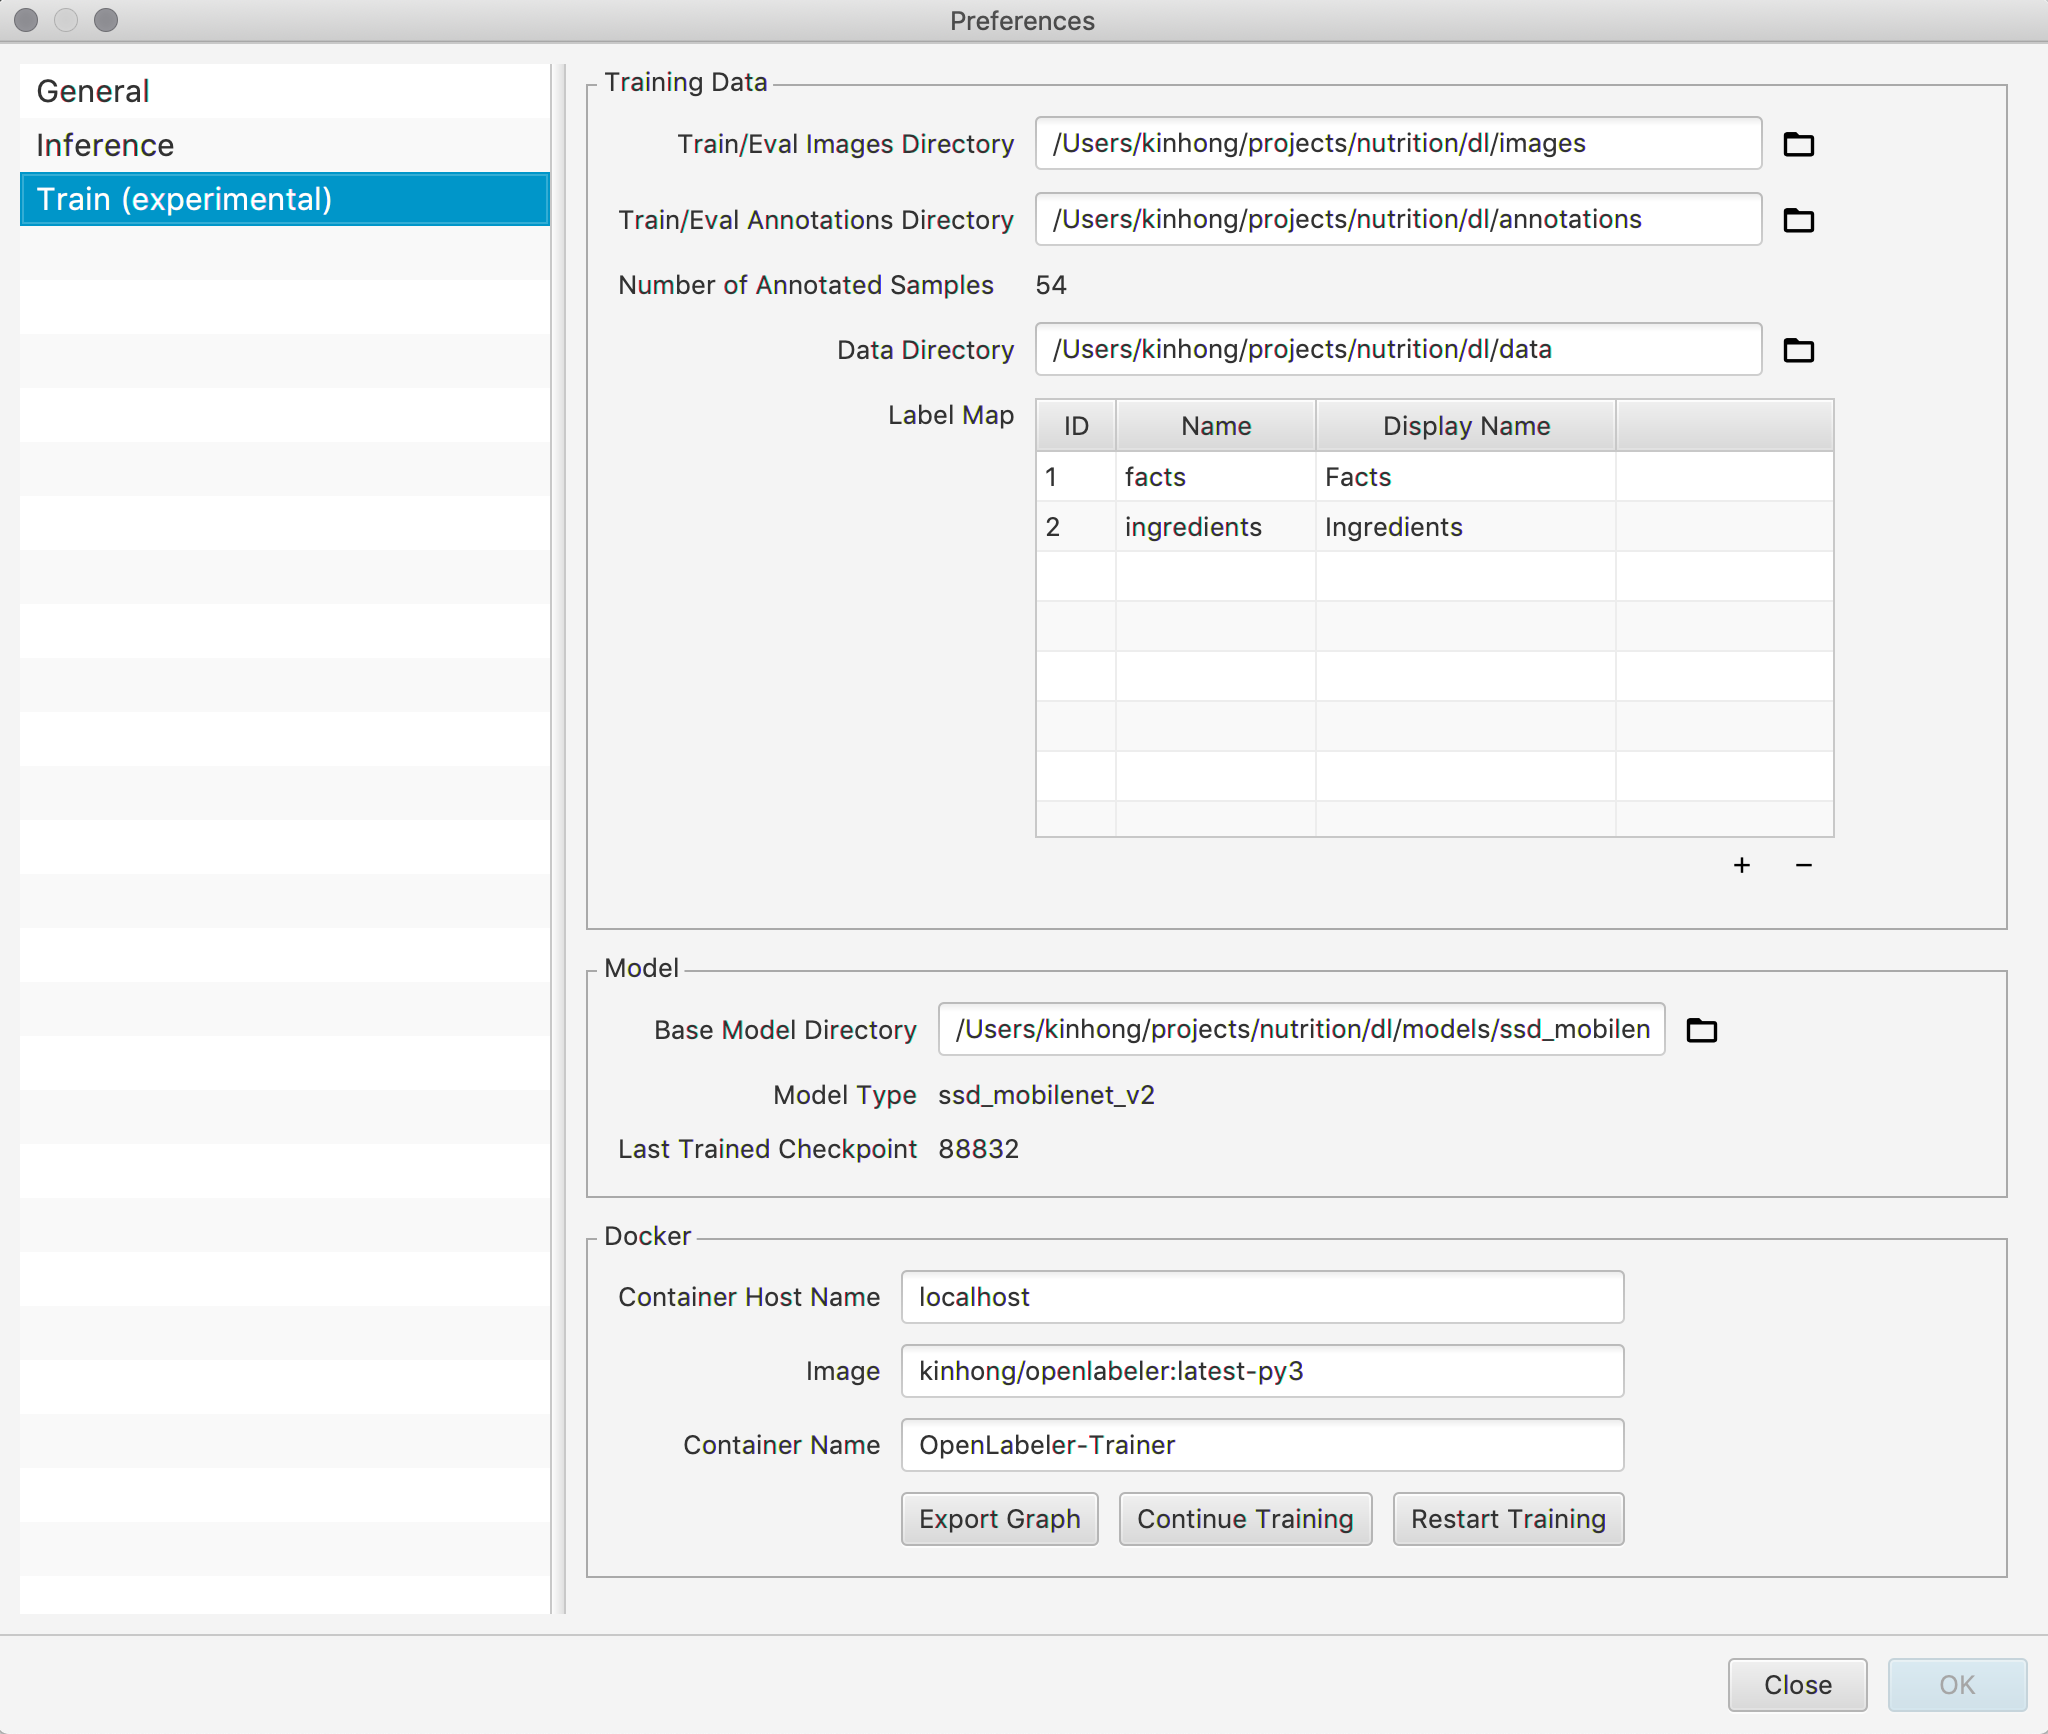 Preferences
General
Inference
Train (experimental)
Training Data
Train/Eval Images Directory /Users/kinhong/projects/nutrition/dl/images
Train/Eval Annotations Directory /Users/kinhong/projects/nutrition/dl/annotations
Number of Annotated Samples 54
Data Directory /Users/kinhong/projects/nutrition/dl/data
Label Map
ID Name Display Name
1 facts Facts
2 ingredients Ingredients
+ −
Model
Base Model Directory /Users/kinhong/projects/nutrition/dl/models/ssd_mobilen
Model Type ssd_mobilenet_v2
Last Trained Checkpoint 88832
Docker
Container Host Name localhost
Image kinhong/openlabeler:latest-py3
Container Name OpenLabeler-Trainer
Export Graph Continue Training Restart Training
Close OK